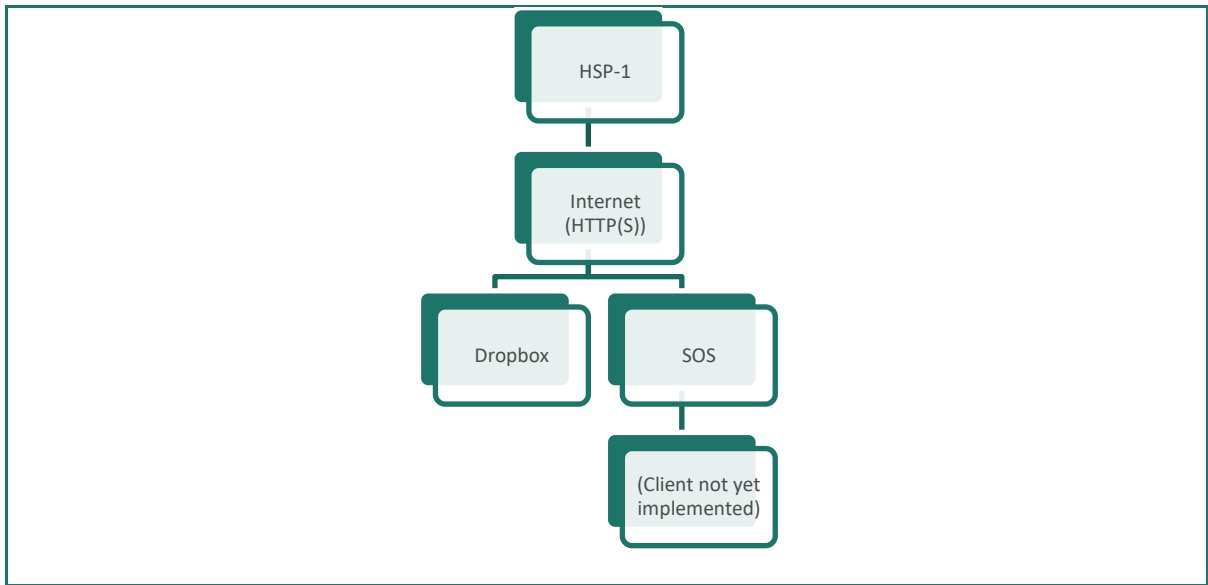 HSP-1
Internet
(HTTP(S))
Dropbox
SOS
(Client not yet
implemented)